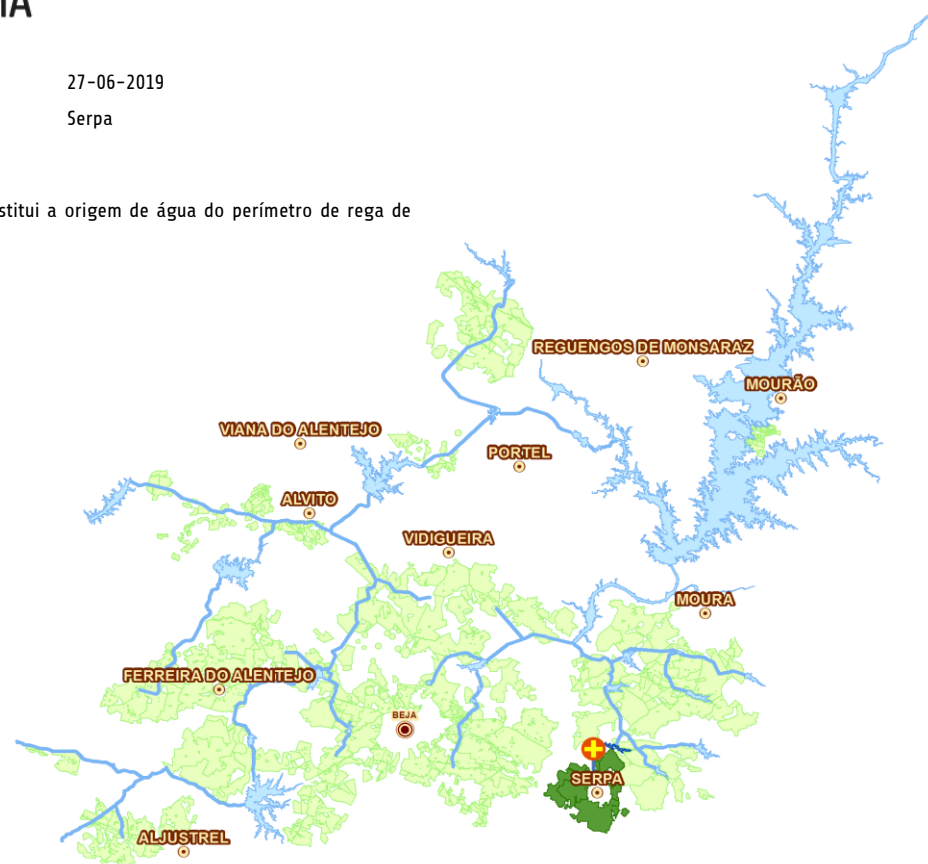 27-06-2019
Serpa
stitui a origem de água do perímetro de rega de
REGUENGOS DE MONSARAZ
MOURÃO
VIANA DO ALENTEJO
PORTEL
ALVITO
VIDIGUEIRA
MOURA
FERREIRA DO ALENTEJO
BEJA
SERPA
ALJUSTREL